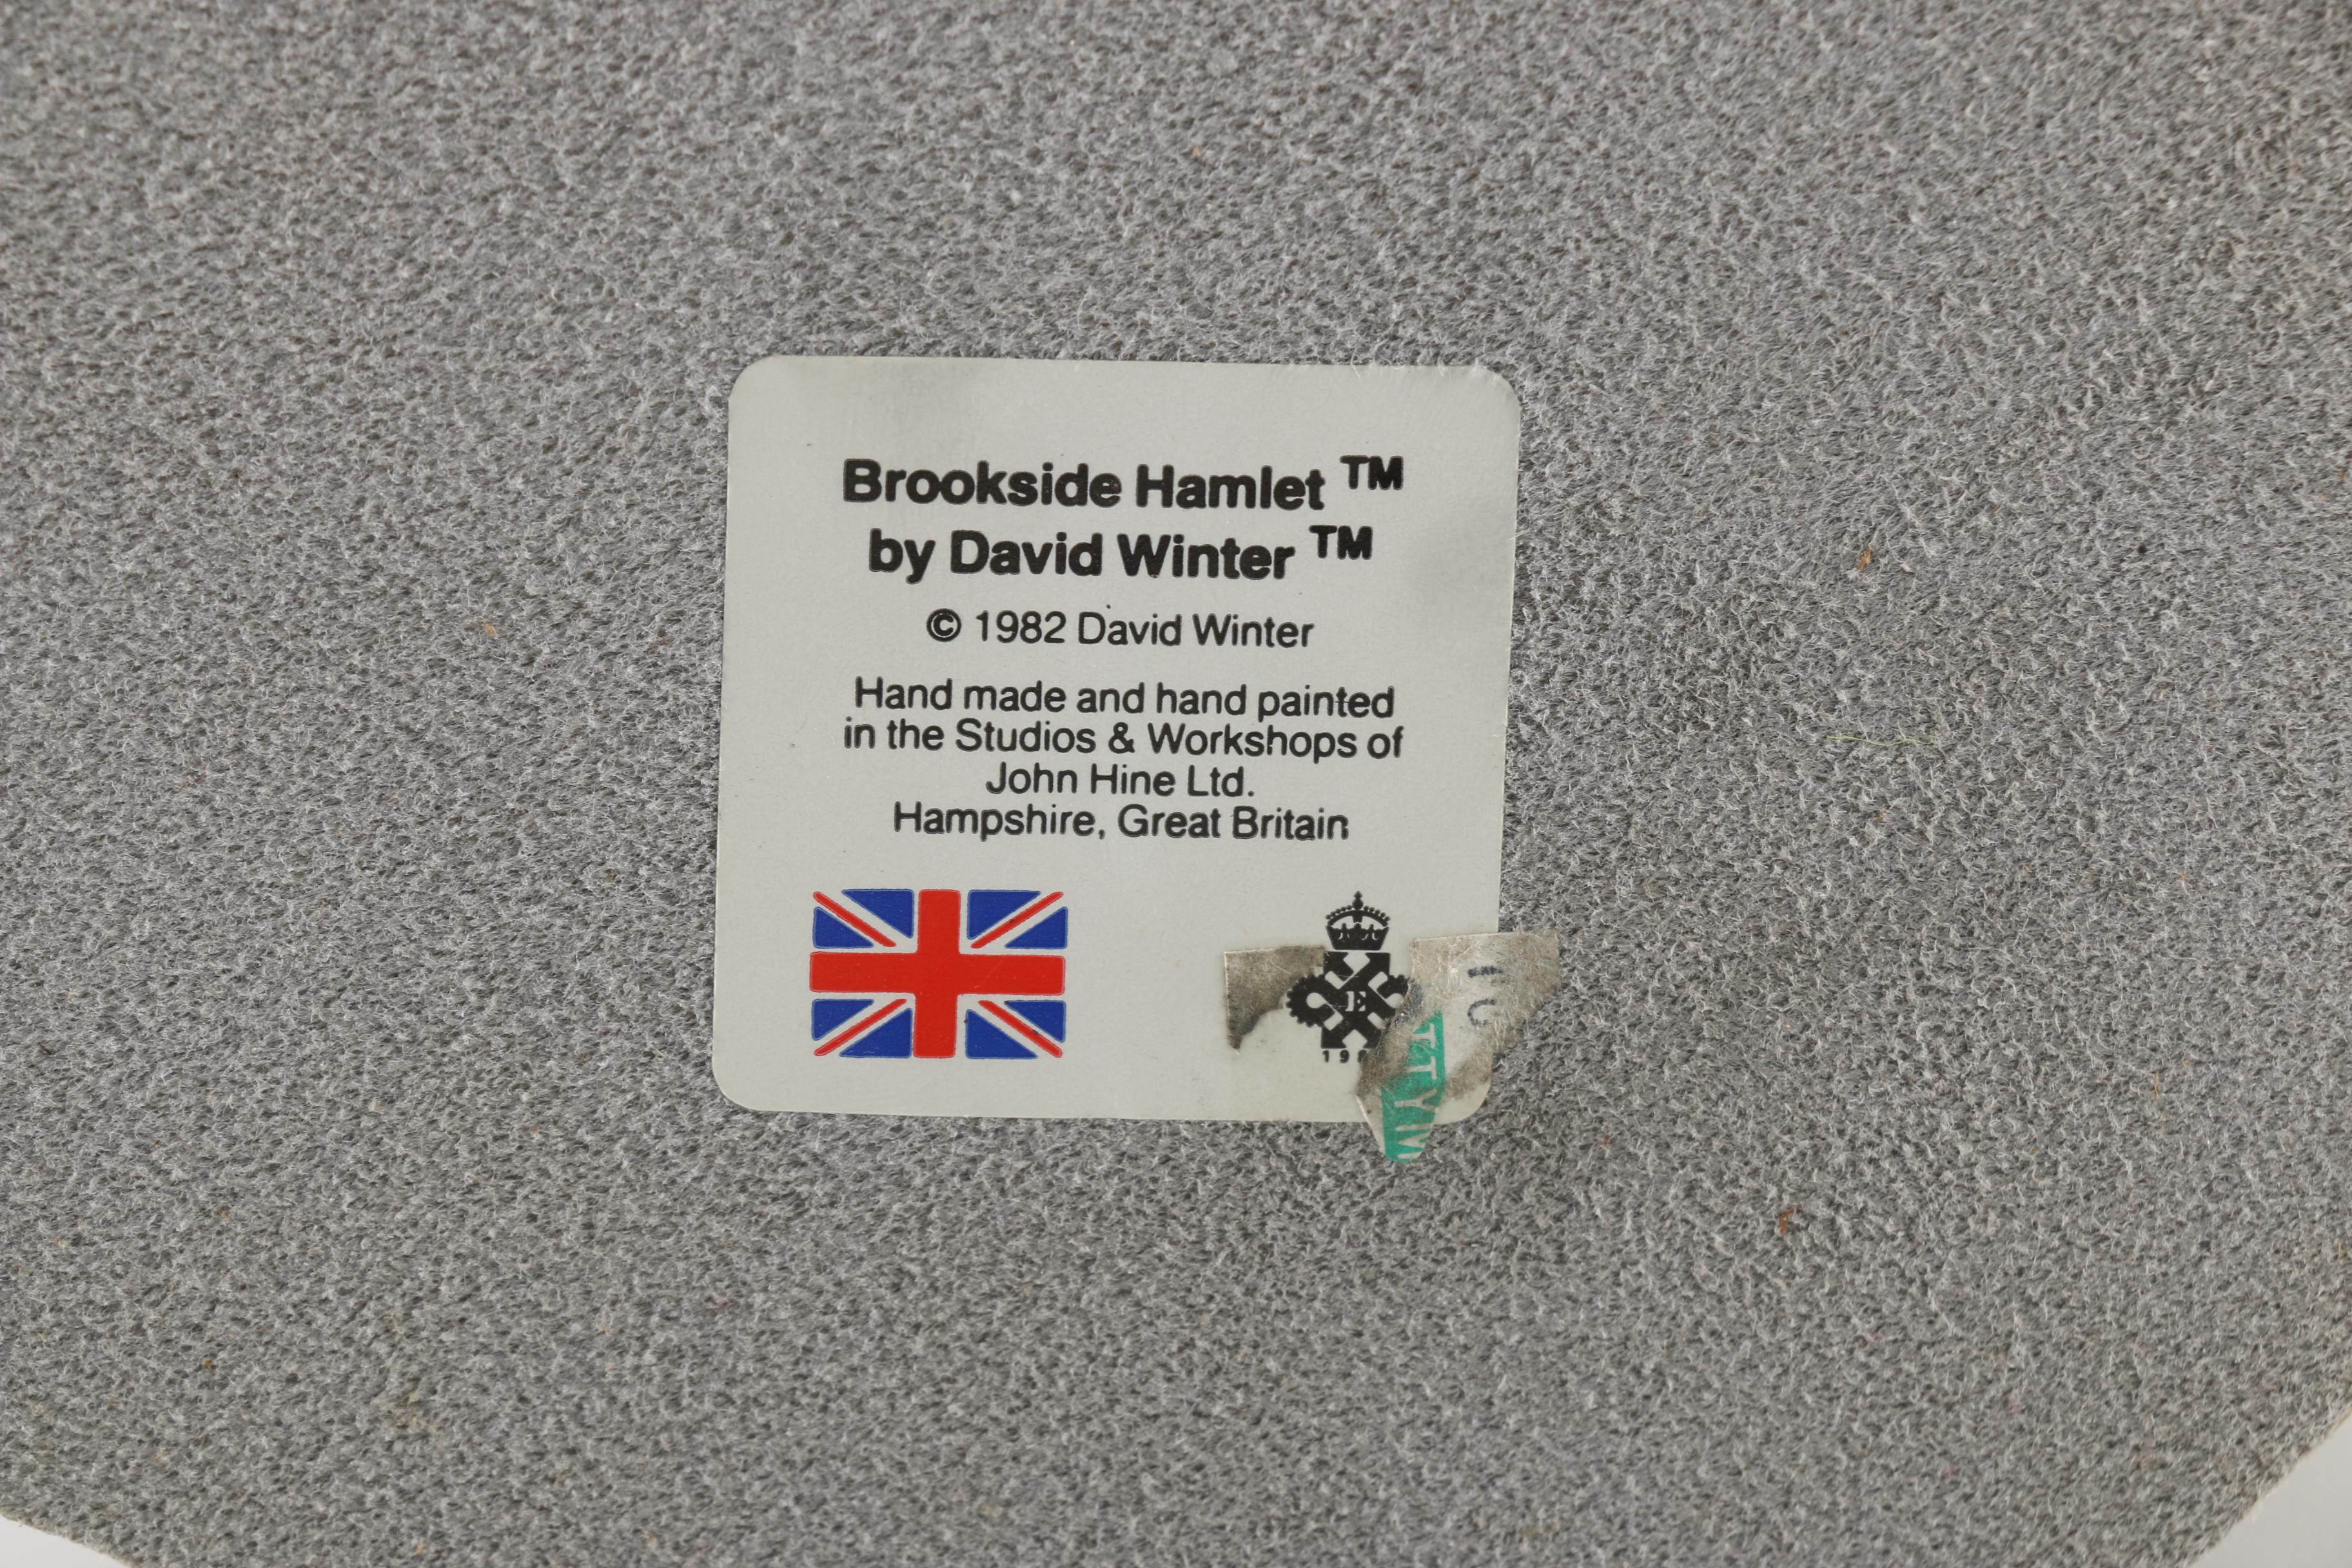 Brookside Hamlet ™
by David Winter ™
© 1982 David Winter
Hand made and hand painted
in the Studios & Workshops of
John Hine Ltd.
Hampshire, Great Britain
E